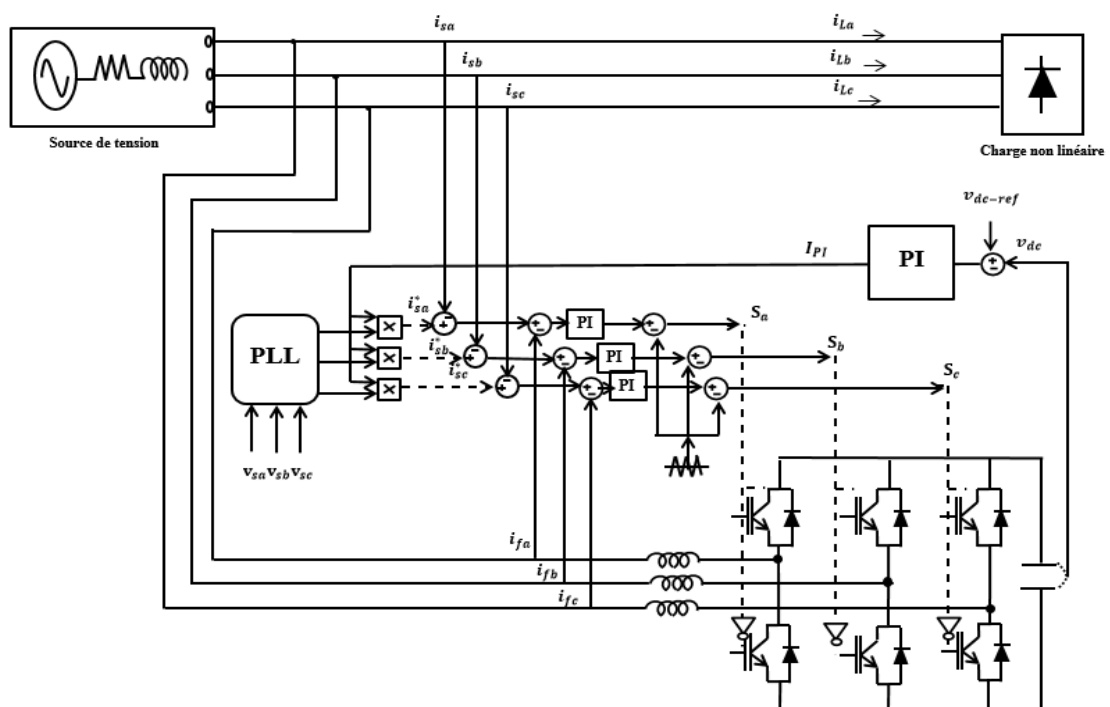 i_sa
i_La
i_sb
i_Lb
i_sc
i_Lc
Source de tension
Charge non linéaire
v_dc-ref
I_PI
PI
v_dc
i*_sa
PI
S_a
PLL
i*_sb
PI
S_b
i*_sc
PI
S_c
v_sa v_sb v_sc
i_fa
i_fb
i_fc